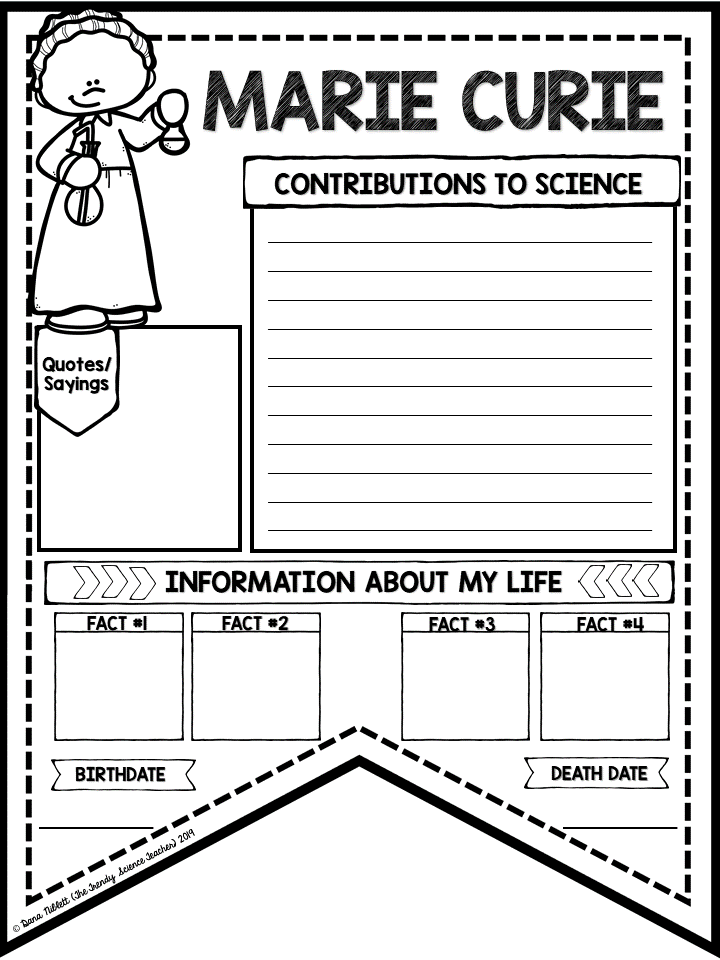 MARIE CURIE
CONTRIBUTIONS TO SCIENCE
Quotes/
Sayings
INFORMATION ABOUT MY LIFE
FACT #1
FACT #2
FACT #3
FACT #4
BIRTHDATE
DEATH DATE
© Dana Niblett (The Trendy Science Teacher) 2019